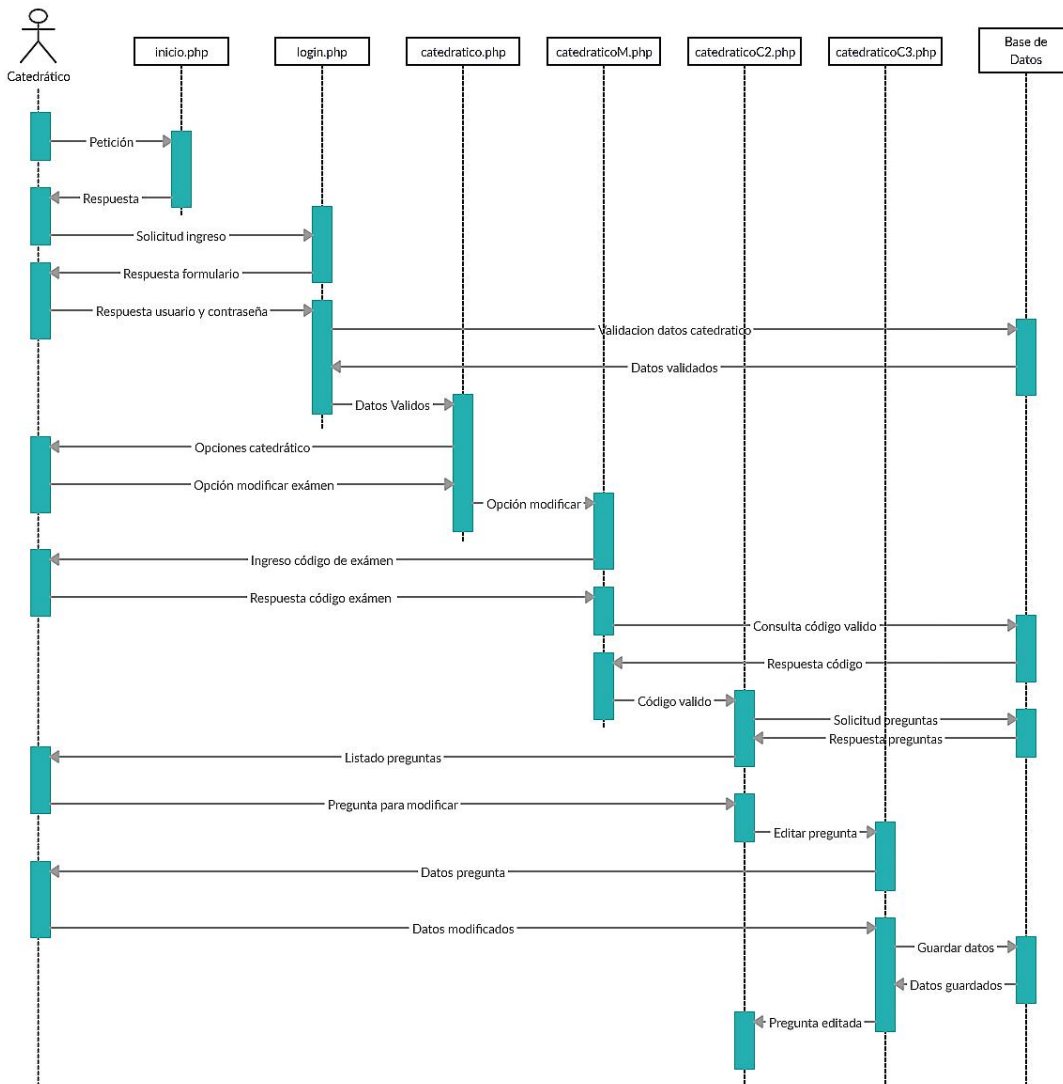 Catedrático
inicio.php
login.php
catedratico.php
catedraticoM.php
catedraticoC2.php
catedraticoC3.php
Base de
Datos
Petición
Respuesta
Solicitud ingreso
Respuesta formulario
Respuesta usuario y contraseña
Validacion datos catedratico
Datos validados
Datos Validos
Opciones catedrático
Opción modificar exámen
Opción modificar
Ingreso código de exámen
Respuesta código exámen
Consulta código valido
Respuesta código
Código valido
Solicitud preguntas
Respuesta preguntas
Listado preguntas
Pregunta para modificar
Editar pregunta
Datos pregunta
Datos modificados
Guardar datos
Datos guardados
Pregunta editada